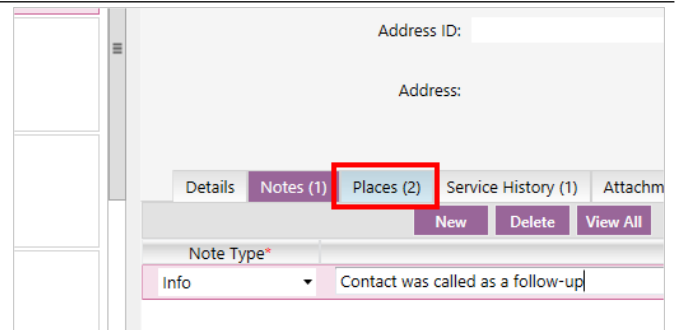 Address ID:
Address:
Details Notes (1) Places (2) Service History (1) Attachm
New Delete View All
Note Type*
Info Contact was called as a follow-up